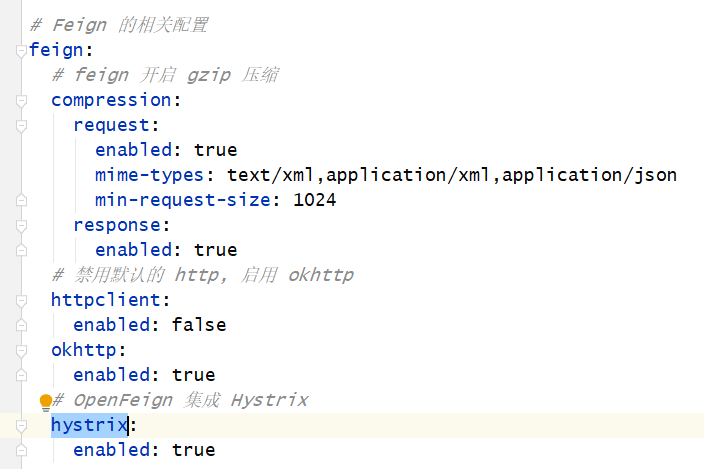 # Feign 的相关配置
feign:
  # feign 开启 gzip 压缩
  compression:
    request:
      enabled: true
      mime-types: text/xml,application/xml,application/json
      min-request-size: 1024
    response:
      enabled: true
  # 禁用默认的 http, 启用 okhttp
  httpclient:
    enabled: false
  okhttp:
    enabled: true
  # OpenFeign 集成 Hystrix
  hystrix:
    enabled: true